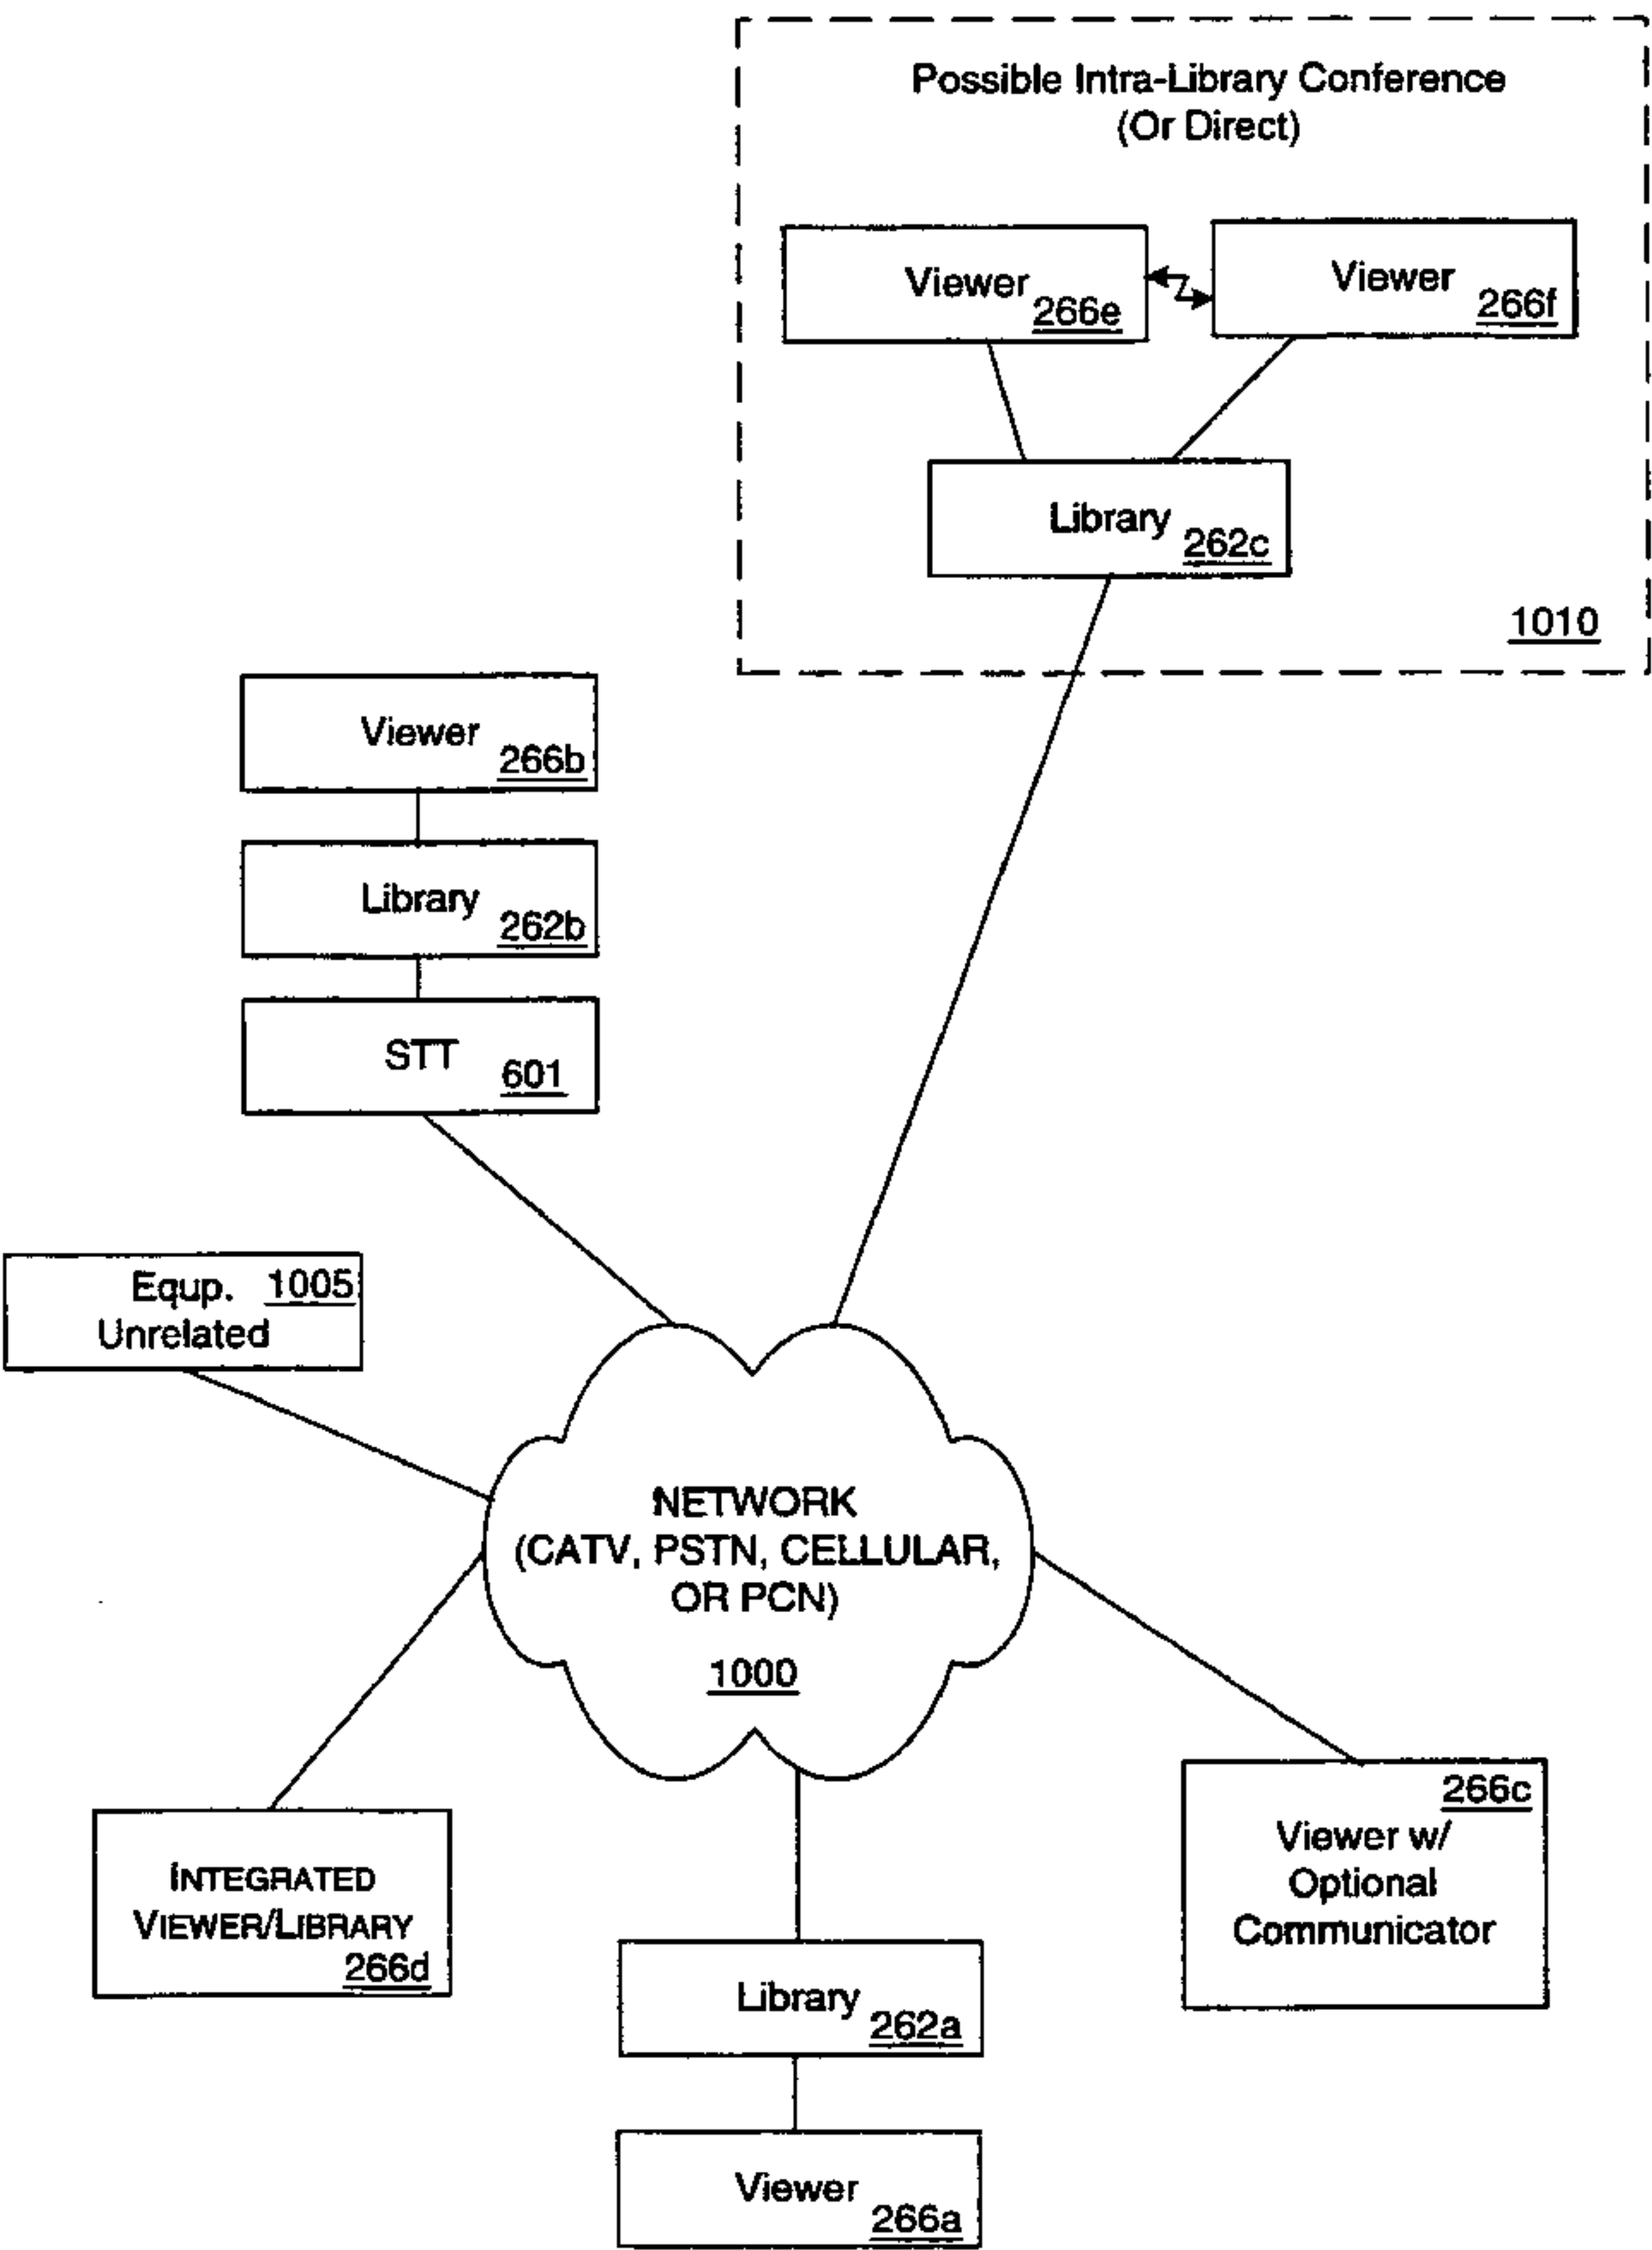 Possible Intra-Library Conference
(Or Direct)
Viewer
266e
Viewer
266f
Library
262c
1010
Viewer
266b
Library
262b
STT
601
Equp. 1005
Unrelated
NETWORK
(CATV, PSTN, CELLULAR,
OR PCN)
1000
266c
Viewer w/
Optional
Communicator
INTEGRATED
VIEWER/LIBRARY
266d
Library
262a
Viewer
266a